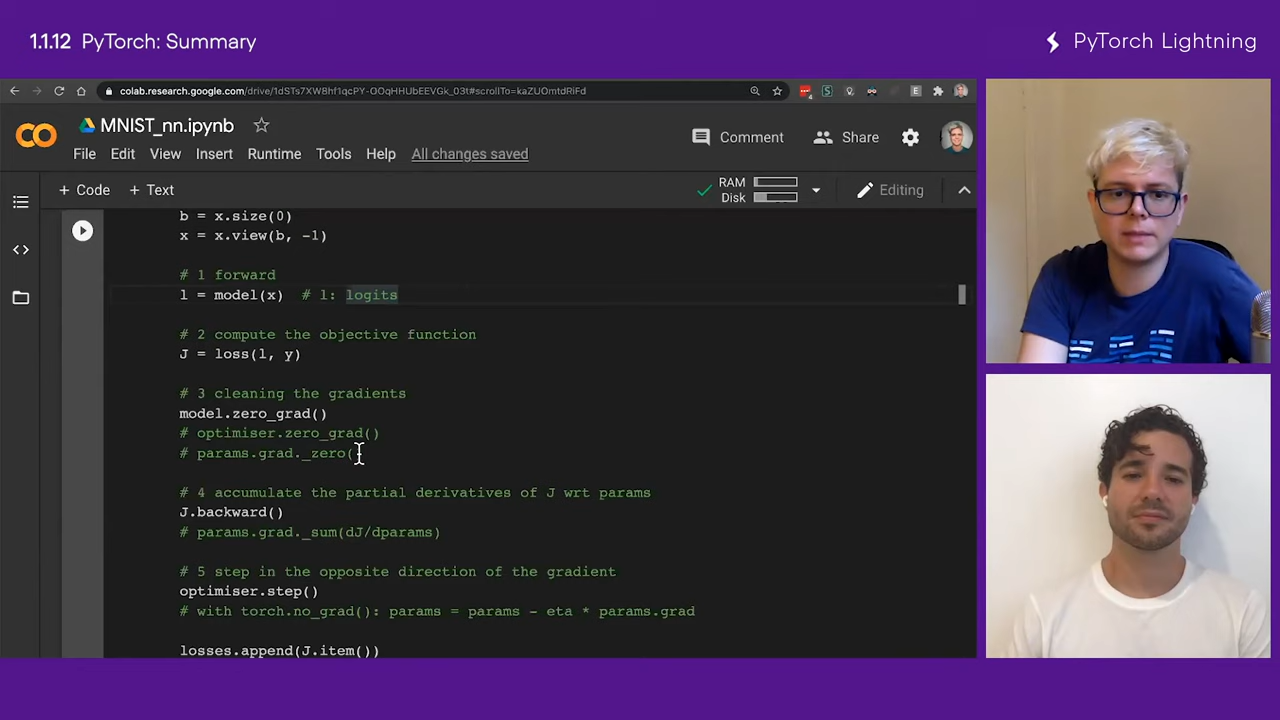 1.1.12 PyTorch: Summary
PyTorch Lightning
colab.research.google.com/drive/1dSTs7XW8hf1qcPY-OOqHHUbEEVGk_03t#scrollTo=kaZUOmtdRiFd
MNIST_nn.ipynb
Comment
Share
File Edit View Insert Runtime Tools Help All changes saved
+ Code + Text
RAM
Disk
Editing
b = x.size(0)
x = x.view(b, -1)
# 1 forward
l = model(x) # l: logits
# 2 compute the objective function
J = loss(l, y)
# 3 cleaning the gradients
model.zero_grad()
# optimiser.zero_grad()
# params.grad._zero(
# 4 accumulate the partial derivatives of J wrt params
J.backward()
# params.grad._sum(dJ/dparams)
# 5 step in the opposite direction of the gradient
optimiser.step()
# with torch.no_grad(): params = params - eta * params.grad
losses.append(J.item())